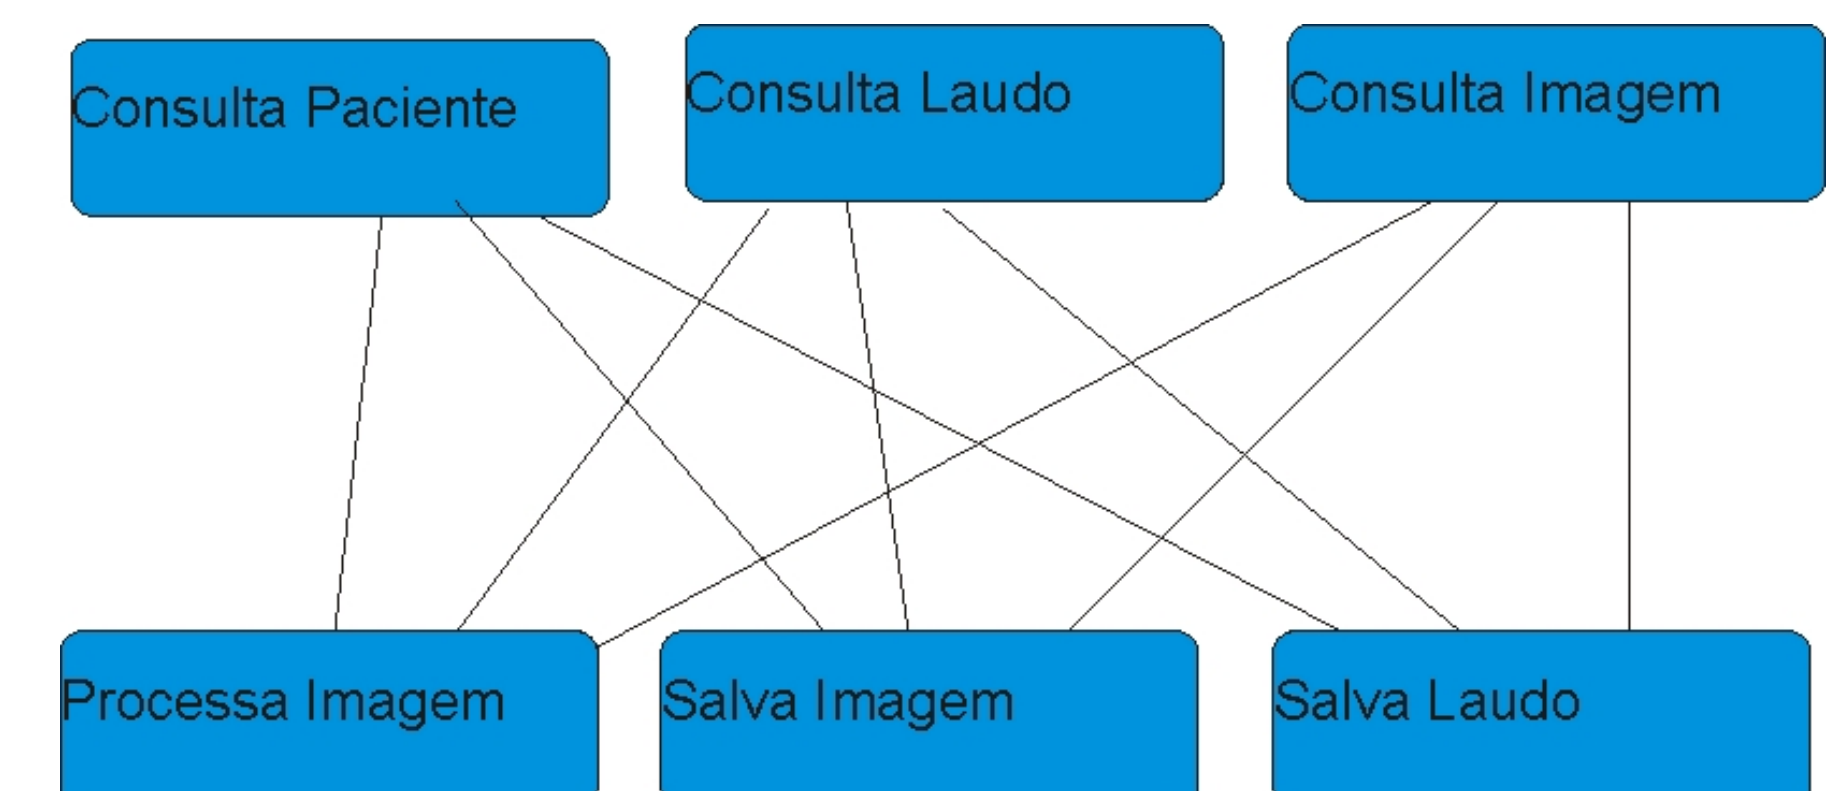 Consulta Paciente
Consulta Laudo
Consulta Imagem
Processa Imagem
Salva Imagem
Salva Laudo